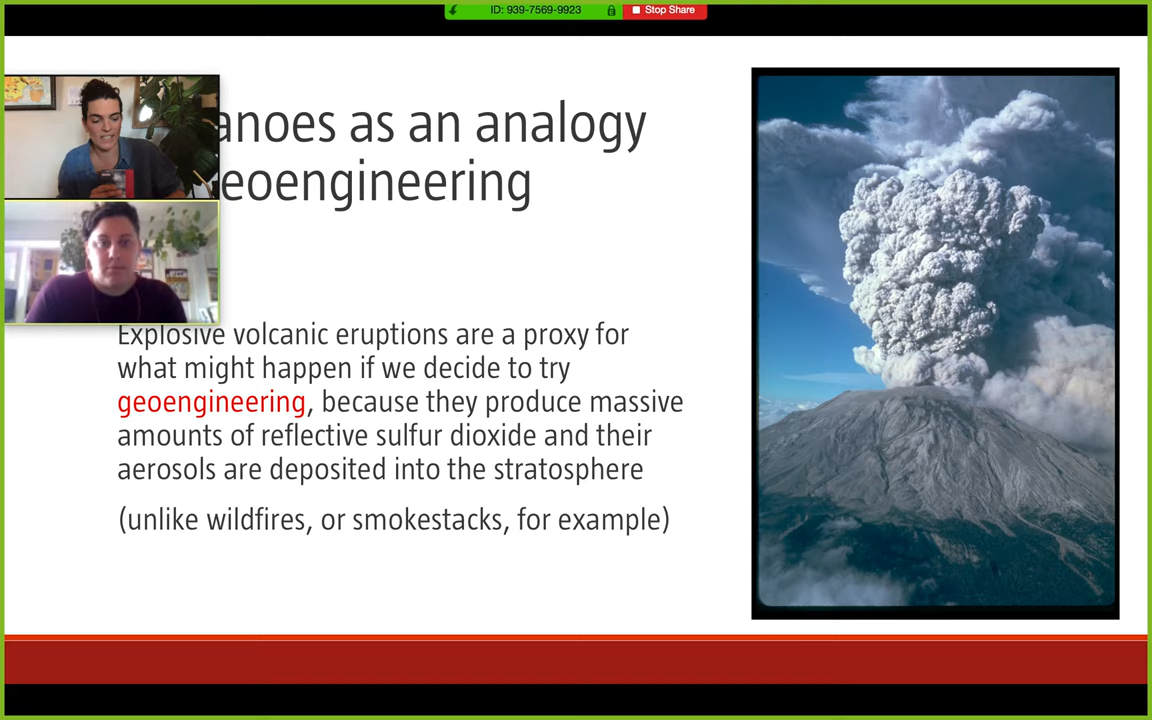 ID: 939-7569-9923
Stop Share
anoes as an analogy
eoengineering
Explosive volcanic eruptions are a proxy for
what might happen if we decide to try
geoengineering, because they produce massive
amounts of reflective sulfur dioxide and their
aerosols are deposited into the stratosphere
(unlike wildfires, or smokestacks, for example)